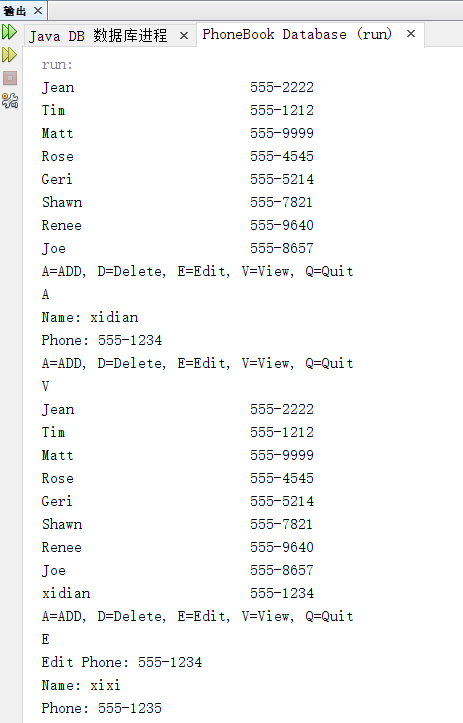 输出 ×
Java DB 数据库进程 × PhoneBook Database (run) ×
run:
Jean 555-2222
Tim 555-1212
Matt 555-9999
Rose 555-4545
Geri 555-5214
Shawn 555-7821
Renee 555-9640
Joe 555-8657
A=ADD, D=Delete, E=Edit, V=View, Q=Quit
A
Name: xidian
Phone: 555-1234
A=ADD, D=Delete, E=Edit, V=View, Q=Quit
V
Jean 555-2222
Tim 555-1212
Matt 555-9999
Rose 555-4545
Geri 555-5214
Shawn 555-7821
Renee 555-9640
Joe 555-8657
xidian 555-1234
A=ADD, D=Delete, E=Edit, V=View, Q=Quit
E
Edit Phone: 555-1234
Name: xixi
Phone: 555-1235